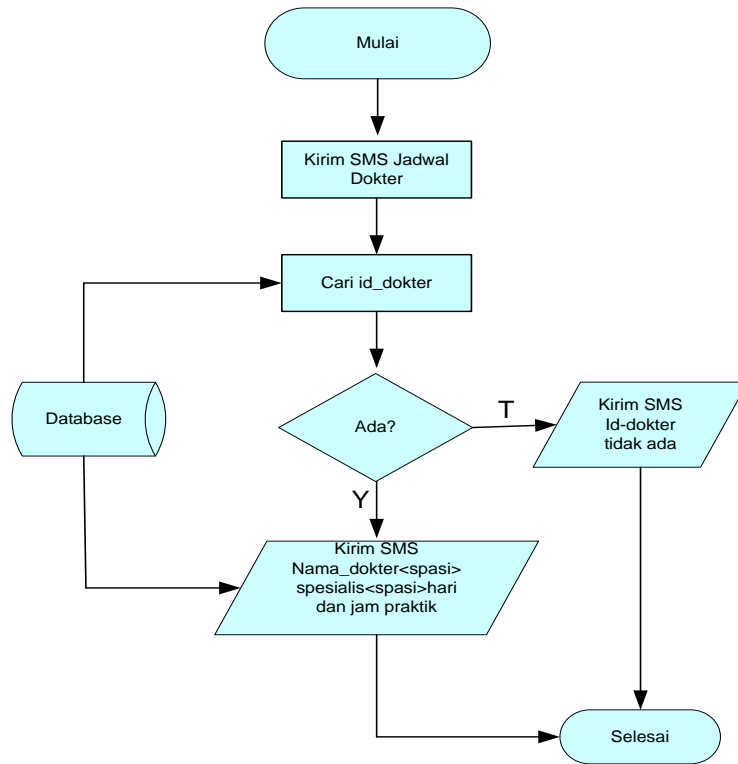 Mulai
Kirim SMS Jadwal
Dokter
Cari id_dokter
Database
Ada?
T
Kirim SMS
Id-dokter
tidak ada
Y
Kirim SMS
Nama_dokter<spasi>
spesialis<spasi>hari
dan jam praktik
Selesai